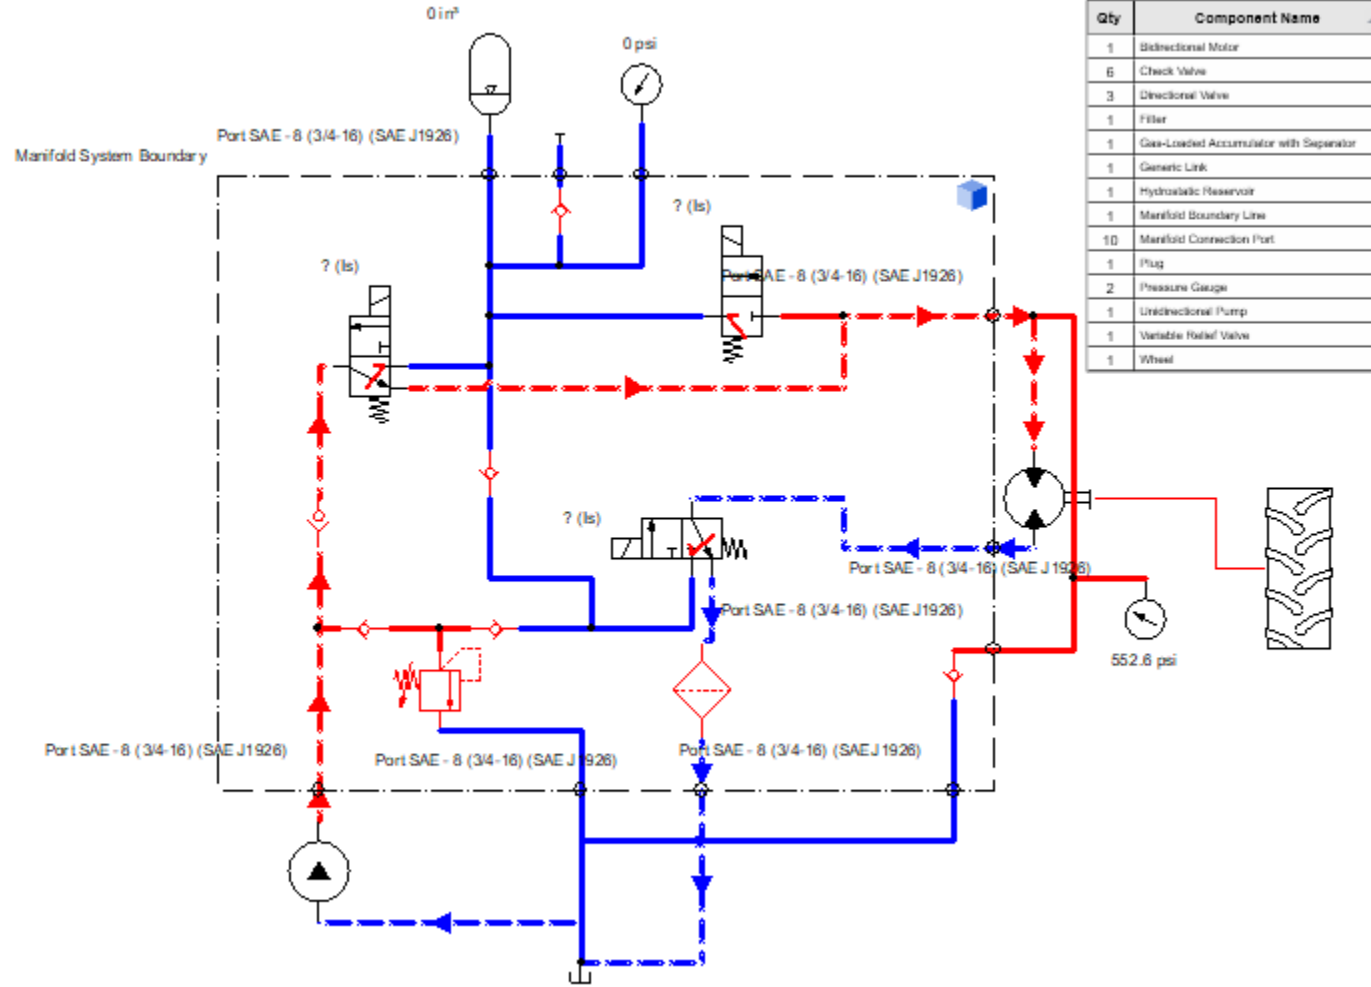 0 in³
0 psi
Port SAE - 8 (3/4-16) (SAE J1926)
Manifold System Boundary
? (ls)
? (ls)
Port SAE - 8 (3/4-16) (SAE J1926)
? (ls)
Port SAE - 8 (3/4-16) (SAE J1926)
Port SAE - 8 (3/4-16) (SAE J1926)
552.6 psi
Port SAE - 8 (3/4-16) (SAE J1926)
Port SAE - 8 (3/4-16) (SAE J1926)
Port SAE - 8 (3/4-16) (SAE J1926)
Qty Component Name
1 Bidirectional Motor
6 Check Valve
3 Directional Valve
1 Filter
1 Gas-Loaded Accumulator with Separator
1 Generic Link
1 Hydrostatic Reservoir
1 Manifold Boundary Line
10 Manifold Connection Port
1 Plug
2 Pressure Gauge
1 Unidirectional Pump
1 Variable Relief Valve
1 Wheel